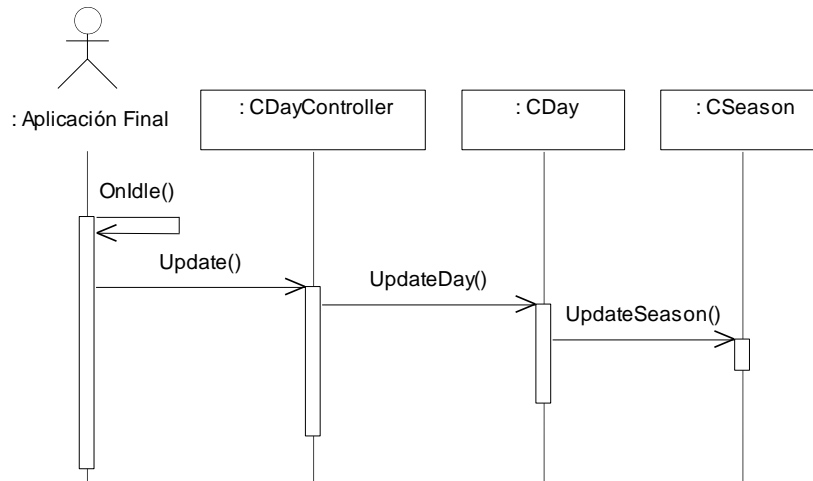 : Aplicación Final
: CDayController
: CDay
: CSeason
OnIdle()
Update()
UpdateDay()
UpdateSeason()